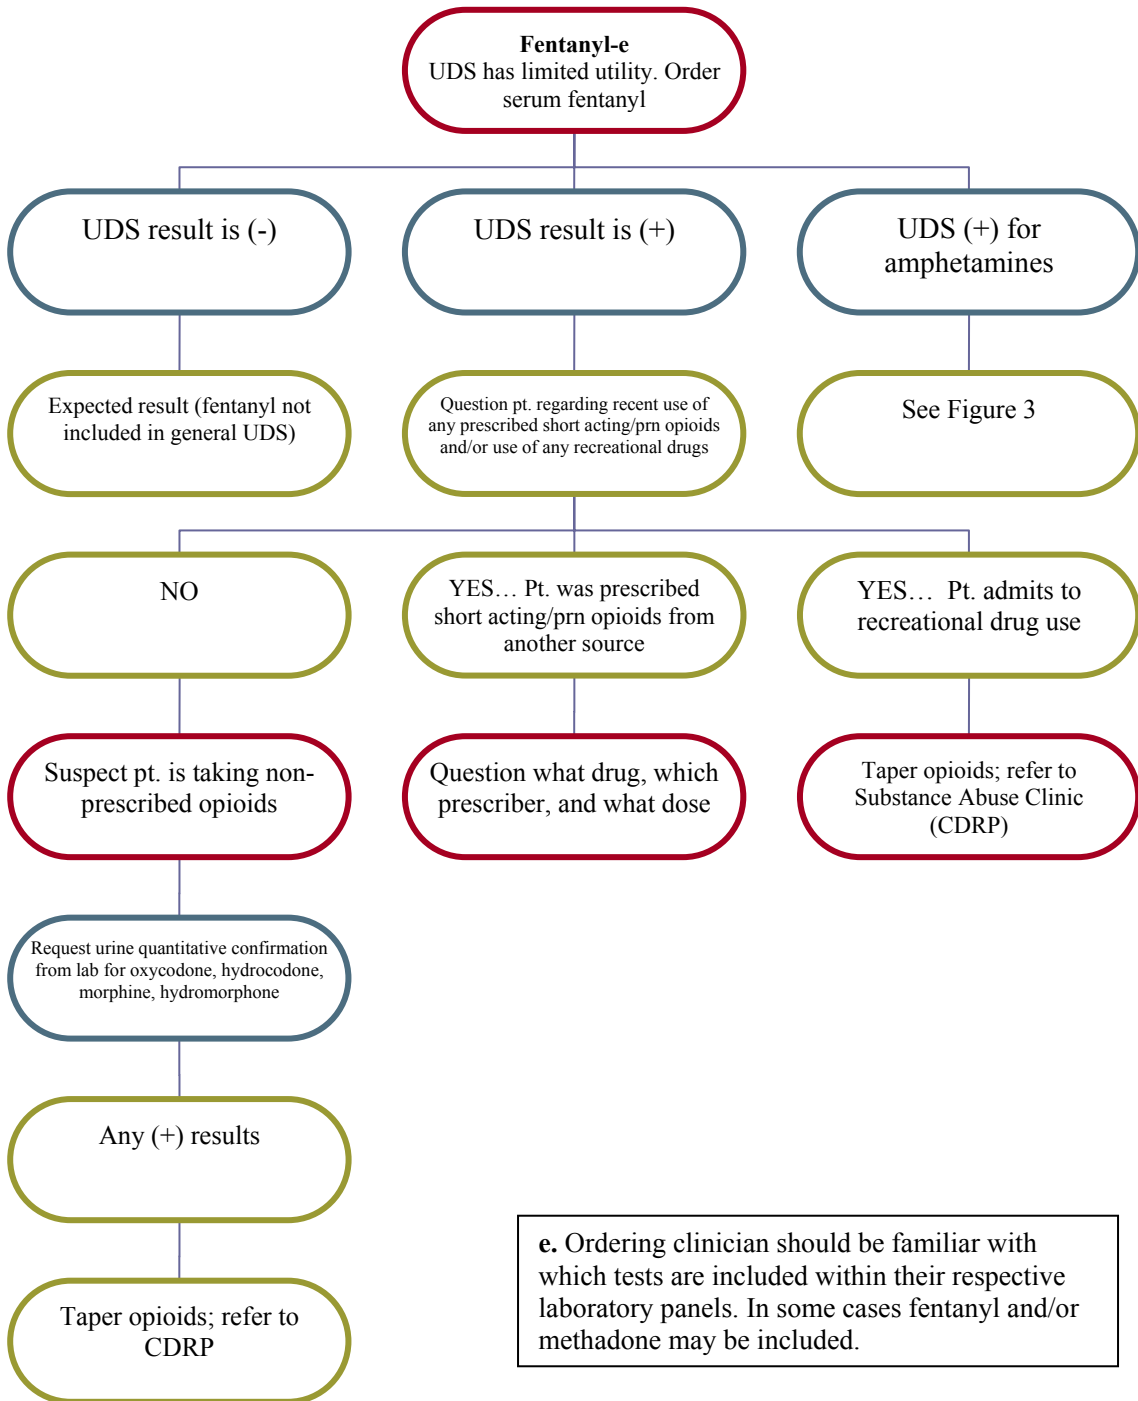 Fentanyl-e
UDS has limited utility. Order
serum fentanyl
UDS result is (-)
UDS result is (+)
UDS (+) for
amphetamines
Expected result (fentanyl not
included in general UDS)
Question pt. regarding recent use of
any prescribed short acting/prn opioids
and/or use of any recreational drugs
See Figure 3
NO
YES… Pt. was prescribed
short acting/prn opioids from
another source
YES… Pt. admits to
recreational drug use
Suspect pt. is taking non-
prescribed opioids
Question what drug, which
prescriber, and what dose
Taper opioids; refer to
Substance Abuse Clinic
(CDRP)
Request urine quantitative confirmation
from lab for oxycodone, hydrocodone,
morphine, hydromorphone
Any (+) results
Taper opioids; refer to
CDRP
e. Ordering clinician should be familiar with
which tests are included within their respective
laboratory panels. In some cases fentanyl and/or
methadone may be included.